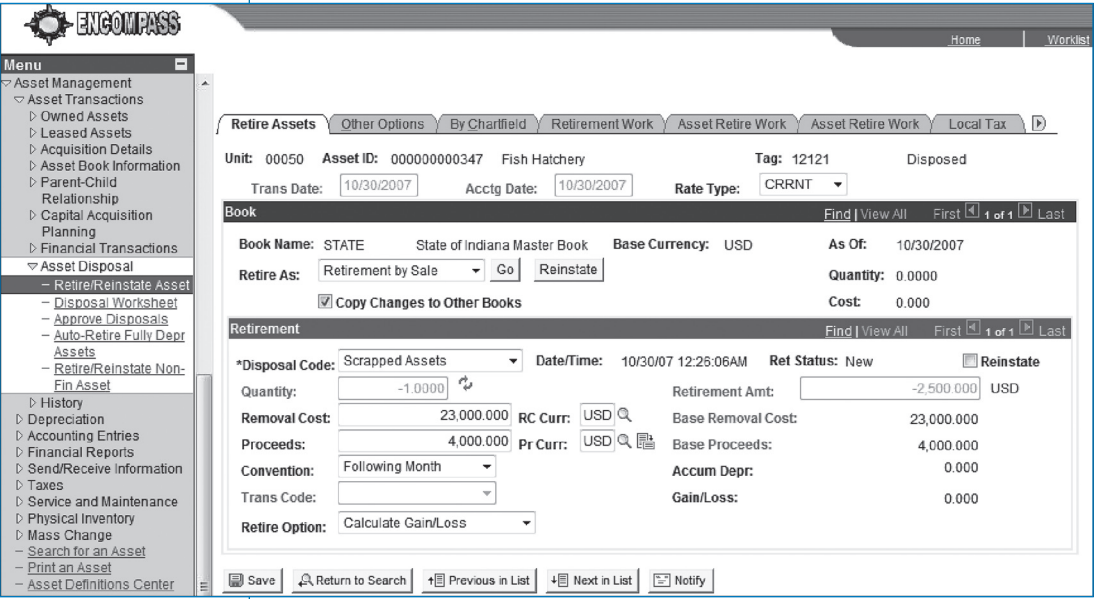 ENCOMPASS
Home Worklist
Menu
Asset Management
Asset Transactions
Owned Assets
Leased Assets
Acquisition Details
Asset Book Information
Parent-Child
Relationship
Capital Acquisition
Planning
Financial Transactions
Asset Disposal
– Retire/Reinstate Asset
– Disposal Worksheet
– Approve Disposals
– Auto-Retire Fully Depr
Assets
– Retire/Reinstate Non-
Fin Asset
History
Depreciation
Accounting Entries
Financial Reports
Send/Receive Information
Taxes
Service and Maintenance
Physical Inventory
Mass Change
– Search for an Asset
– Print an Asset
– Asset Definitions Center
Retire Assets Other Options By Chartfield Retirement Work Asset Retire Work Asset Retire Work Local Tax
Unit: 00050 Asset ID: 000000000347 Fish Hatchery Tag: 12121 Disposed
Trans Date: 10/30/2007 Acctg Date: 10/30/2007 Rate Type: CRRNT
Book Find | View All First 1 of 1 Last
Book Name: STATE State of Indiana Master Book Base Currency: USD As Of: 10/30/2007
Retire As: Retirement by Sale Go Reinstate Quantity: 0.0000
Copy Changes to Other Books Cost: 0.000
Retirement Find | View All First 1 of 1 Last
*Disposal Code: Scrapped Assets Date/Time: 10/30/07 12:26:06AM Ret Status: New Reinstate
Quantity: -1.0000 Retirement Amt: -2,500.000 USD
Removal Cost: 23,000.000 RC Curr: USD Base Removal Cost: 23,000.000
Proceeds: 4,000.000 Pr Curr: USD Base Proceeds: 4,000.000
Convention: Following Month Accum Depr: 0.000
Trans Code: Gain/Loss: 0.000
Retire Option: Calculate Gain/Loss
Save Return to Search Previous in List Next in List Notify